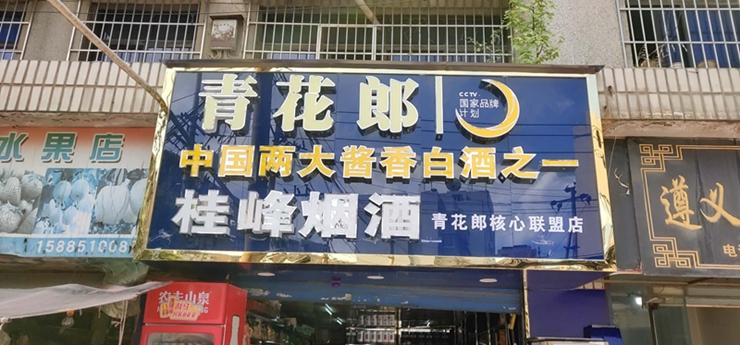 青花郎
CCTV
国家品牌
计划
中国两大酱香白酒之一
桂峰烟酒
青花郎核心联盟店
水果店
158851008
遵义
电
农夫山泉